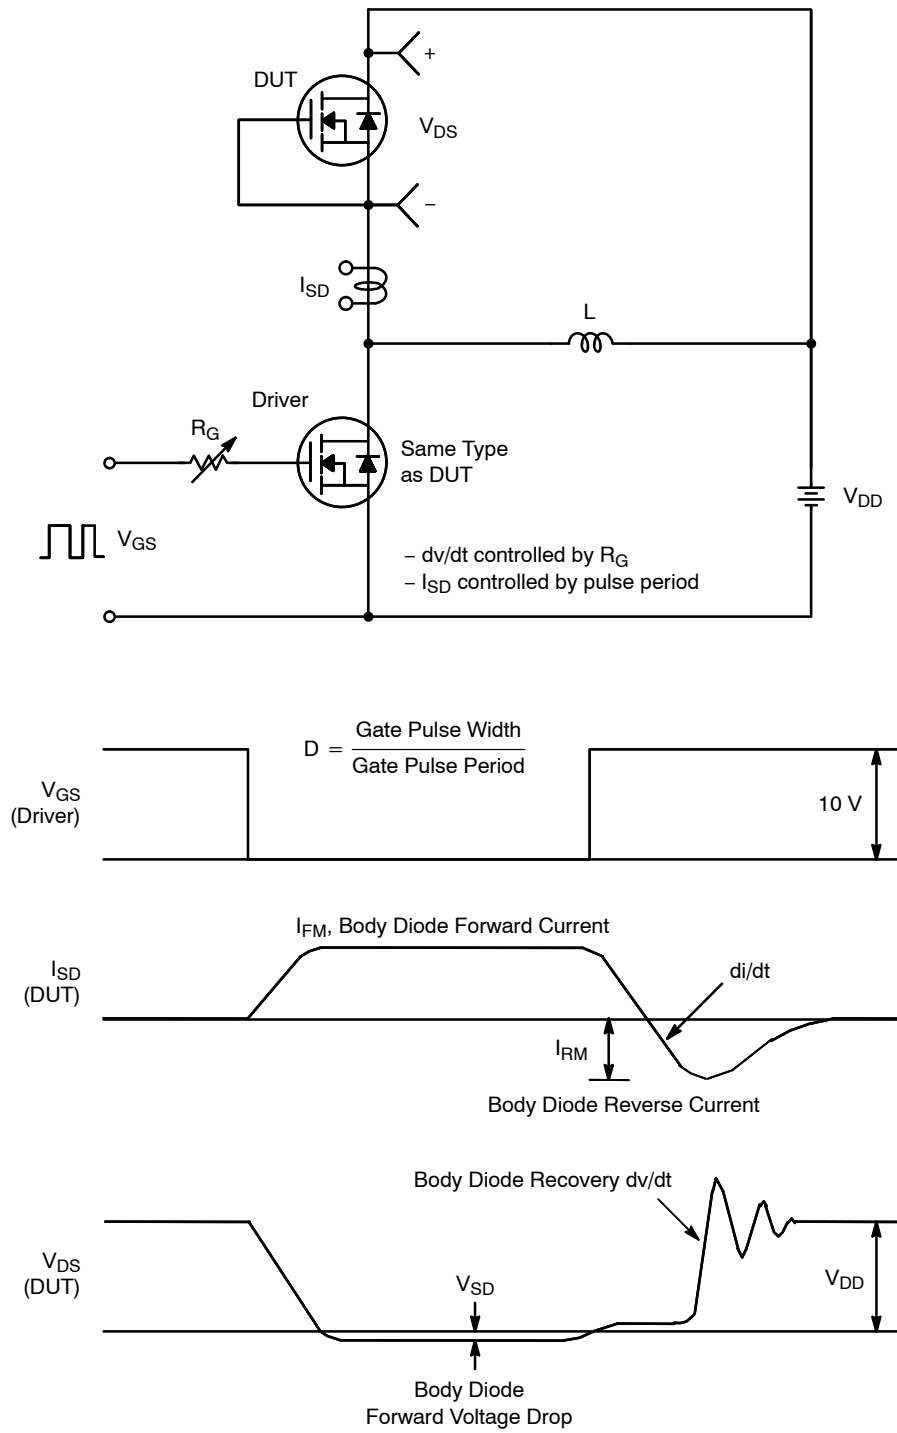 +
DUT
V_DS
−
I_SD
L
Driver
R_G
Same Type
as DUT
V_DD
V_GS
− dv/dt controlled by R_G
− I_SD controlled by pulse period
D = Gate Pulse Width
Gate Pulse Period
V_GS
(Driver)
10 V
I_FM, Body Diode Forward Current
I_SD
(DUT)
di/dt
I_RM
Body Diode Reverse Current
Body Diode Recovery dv/dt
V_DS
(DUT)
V_SD
V_DD
Body Diode
Forward Voltage Drop